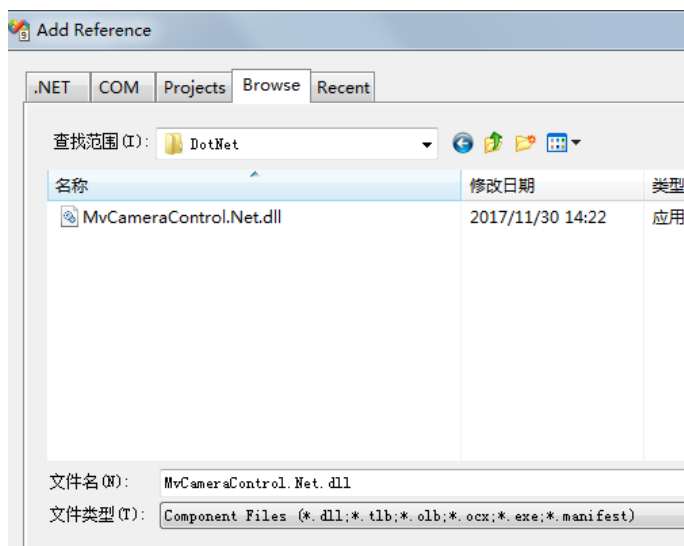 Add Reference
.NET COM Projects Browse Recent
查找范围(I): DotNet
名称 修改日期 类型
MvCameraControl.Net.dll 2017/11/30 14:22 应用
文件名(N): MvCameraControl.Net.dll
文件类型(T): Component Files (*.dll;*.tlb;*.olb;*.ocx;*.exe;*.manifest)